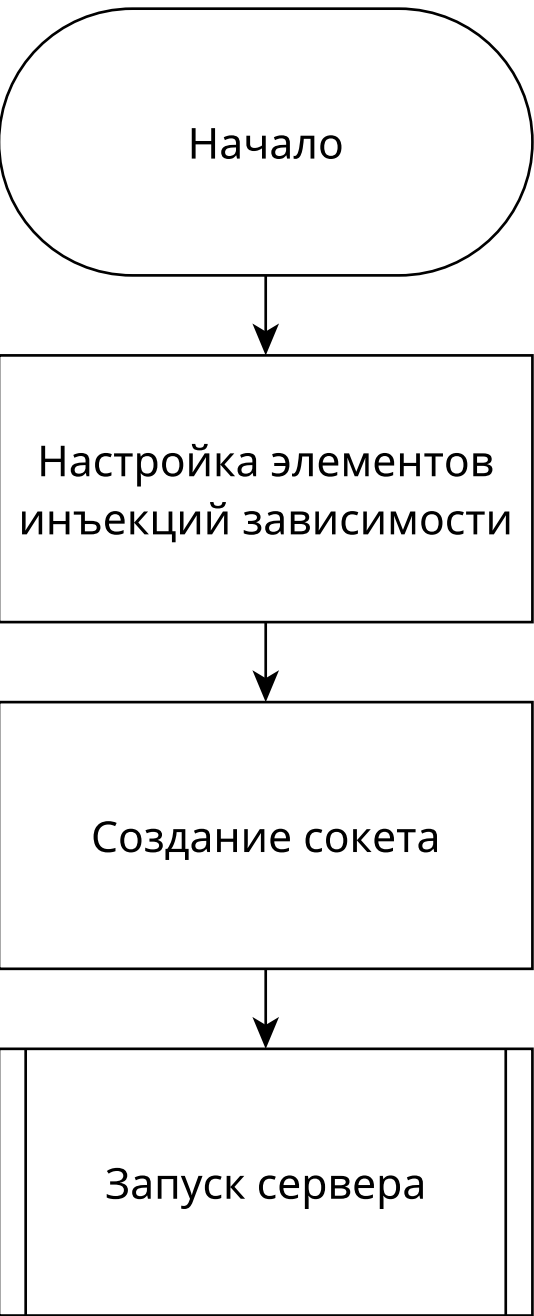 Начало
Настройка элементов
инъекций зависимости
Создание сокета
Запуск сервера